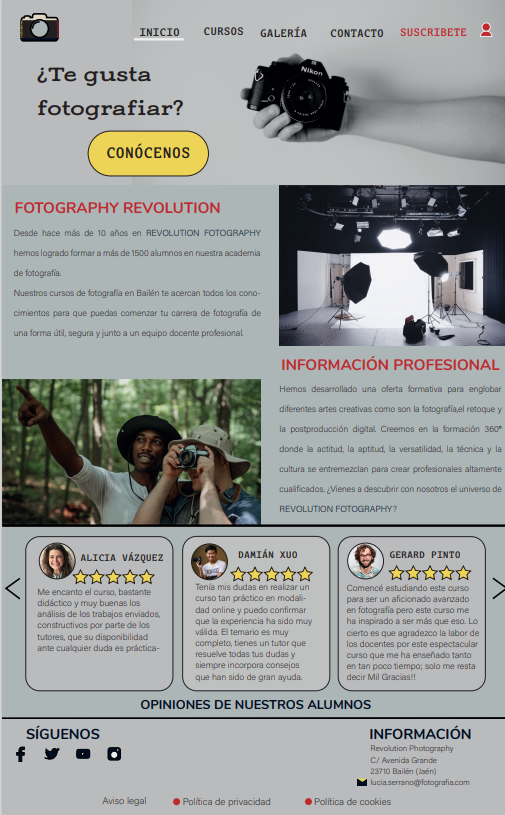 INICIO CURSOS GALERÍA CONTACTO SUSCRIBETE
¿Te gusta
fotografiar?
Nikon
CONÓCENOS
FOTOGRAPHY REVOLUTION
Desde hace más de 10 años en REVOLUTION FOTOGRAPHY
hemos logrado formar a más de 1500 alumnos en nuestra academia
de fotografía.
Nuestros cursos de fotografía en Bailén te acercan todos los cono-
cimientos para que puedas comenzar tu carrera de fotografía de
una forma útil, segura y junto a un equipo docente profesional.
INFORMACIÓN PROFESIONAL
Hemos desarrollado una oferta formativa para englobar
diferentes artes creativas como son la fotografía,el retoque y
la postproducción digital. Creemos en la formación 360º
donde la actitud, la aptitud, la versatilidad, la técnica y la
cultura se entremezclan para crear profesionales altamente
cualificados. ¿Vienes a descubrir con nosotros el universo de
REVOLUTION FOTOGRAPHY?
ALICIA VÁZQUEZ
Me encanto el curso, bastante
didáctico y muy buenas los
análisis de los trabajos enviados,
constructivos por parte de los
tutores, que su disponibilidad
ante cualquier duda es práctica-
DAMIÁN XUO
Tenía mis dudas en realizar un
curso tan práctico en modali-
dad online y puedo confirmar
que la experiencia ha sido muy
válida. El temario es muy
completo, tienes un tutor que
resuelve todas tus dudas y
siempre incorpora consejos
que han sido de gran ayuda.
GERARD PINTO
Comencé estudiando este curso
para ser un aficionado avanzado
en fotografía pero este curso me
ha inspirado a ser más que eso. Lo
cierto es que agradezco la labor de
los docentes por este espectacular
curso que me ha enseñado tanto
en tan poco tiempo; solo me resta
decir Mil Gracias!!
OPINIONES DE NUESTROS ALUMNOS
SÍGUENOS
INFORMACIÓN
Revolution Photography
C/ Avenida Grande
23710 Bailén (Jaén)
lucia.serrano@fotografia.com
Aviso legal Política de privacidad Política de cookies